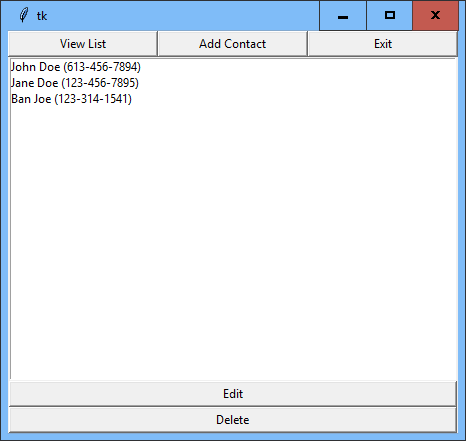 tk
View List Add Contact Exit
John Doe (613-456-7894)
Jane Doe (123-456-7895)
Ban Joe (123-314-1541)
Edit
Delete